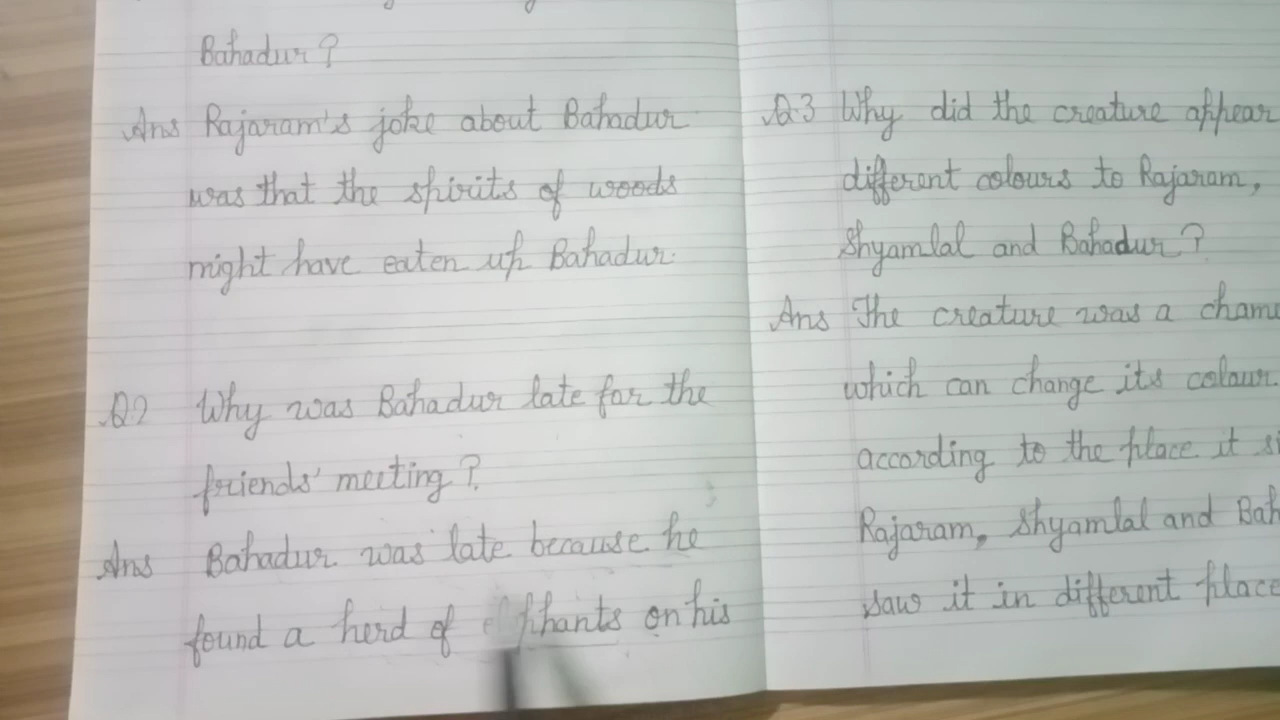 Bahadur?
Ans Rajaram's joke about Bahadur
was that the spirits of woods
might have eaten up Bahadur.
Q2 Why was Bahadur late for the
friends' meeting?
Ans Bahadur was late because he
found a herd of on his
Q.3 Why did the creature appear
different colours to Rajaram,
Shyamlal and Bahadur?
Ans The creature was a
which can change its colour
according to the place it
Rajaram, Shyamlal and
saw it in different